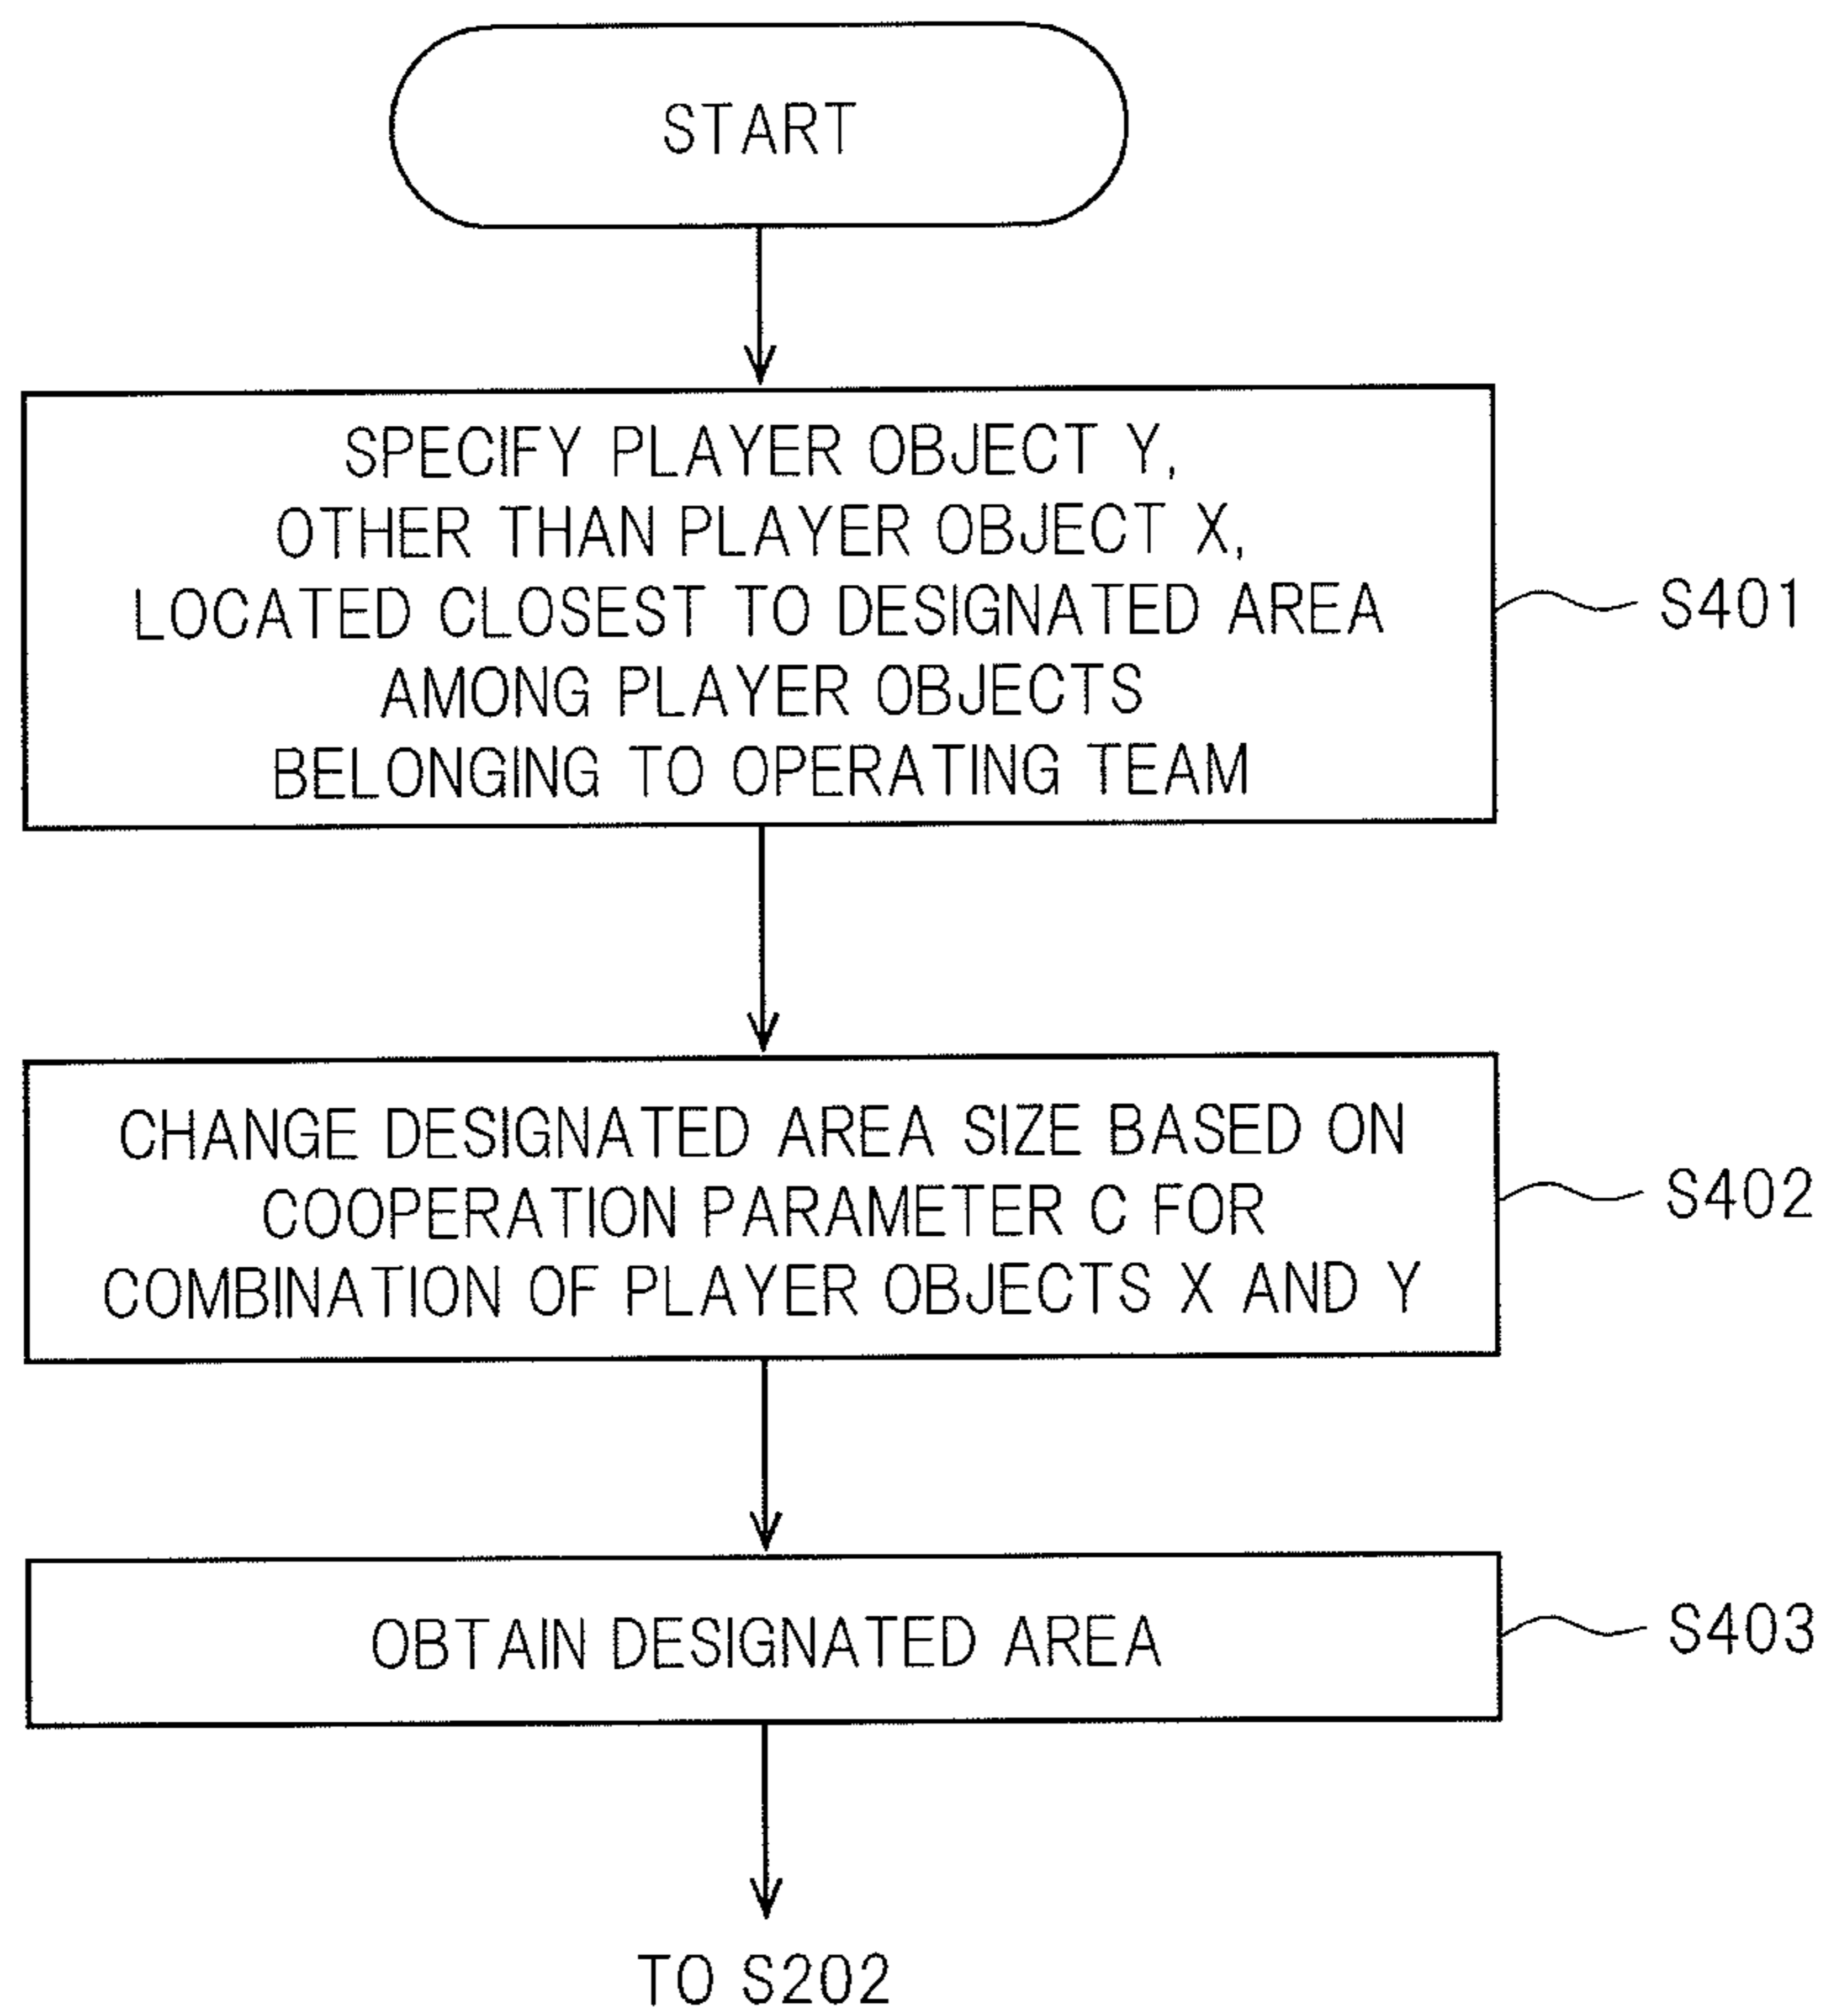 START
SPECIFY PLAYER OBJECT Y,
OTHER THAN PLAYER OBJECT X,
LOCATED CLOSEST TO DESIGNATED AREA
AMONG PLAYER OBJECTS
BELONGING TO OPERATING TEAM
S401
CHANGE DESIGNATED AREA SIZE BASED ON
COOPERATION PARAMETER C FOR
COMBINATION OF PLAYER OBJECTS X AND Y
S402
OBTAIN DESIGNATED AREA
S403
TO S202